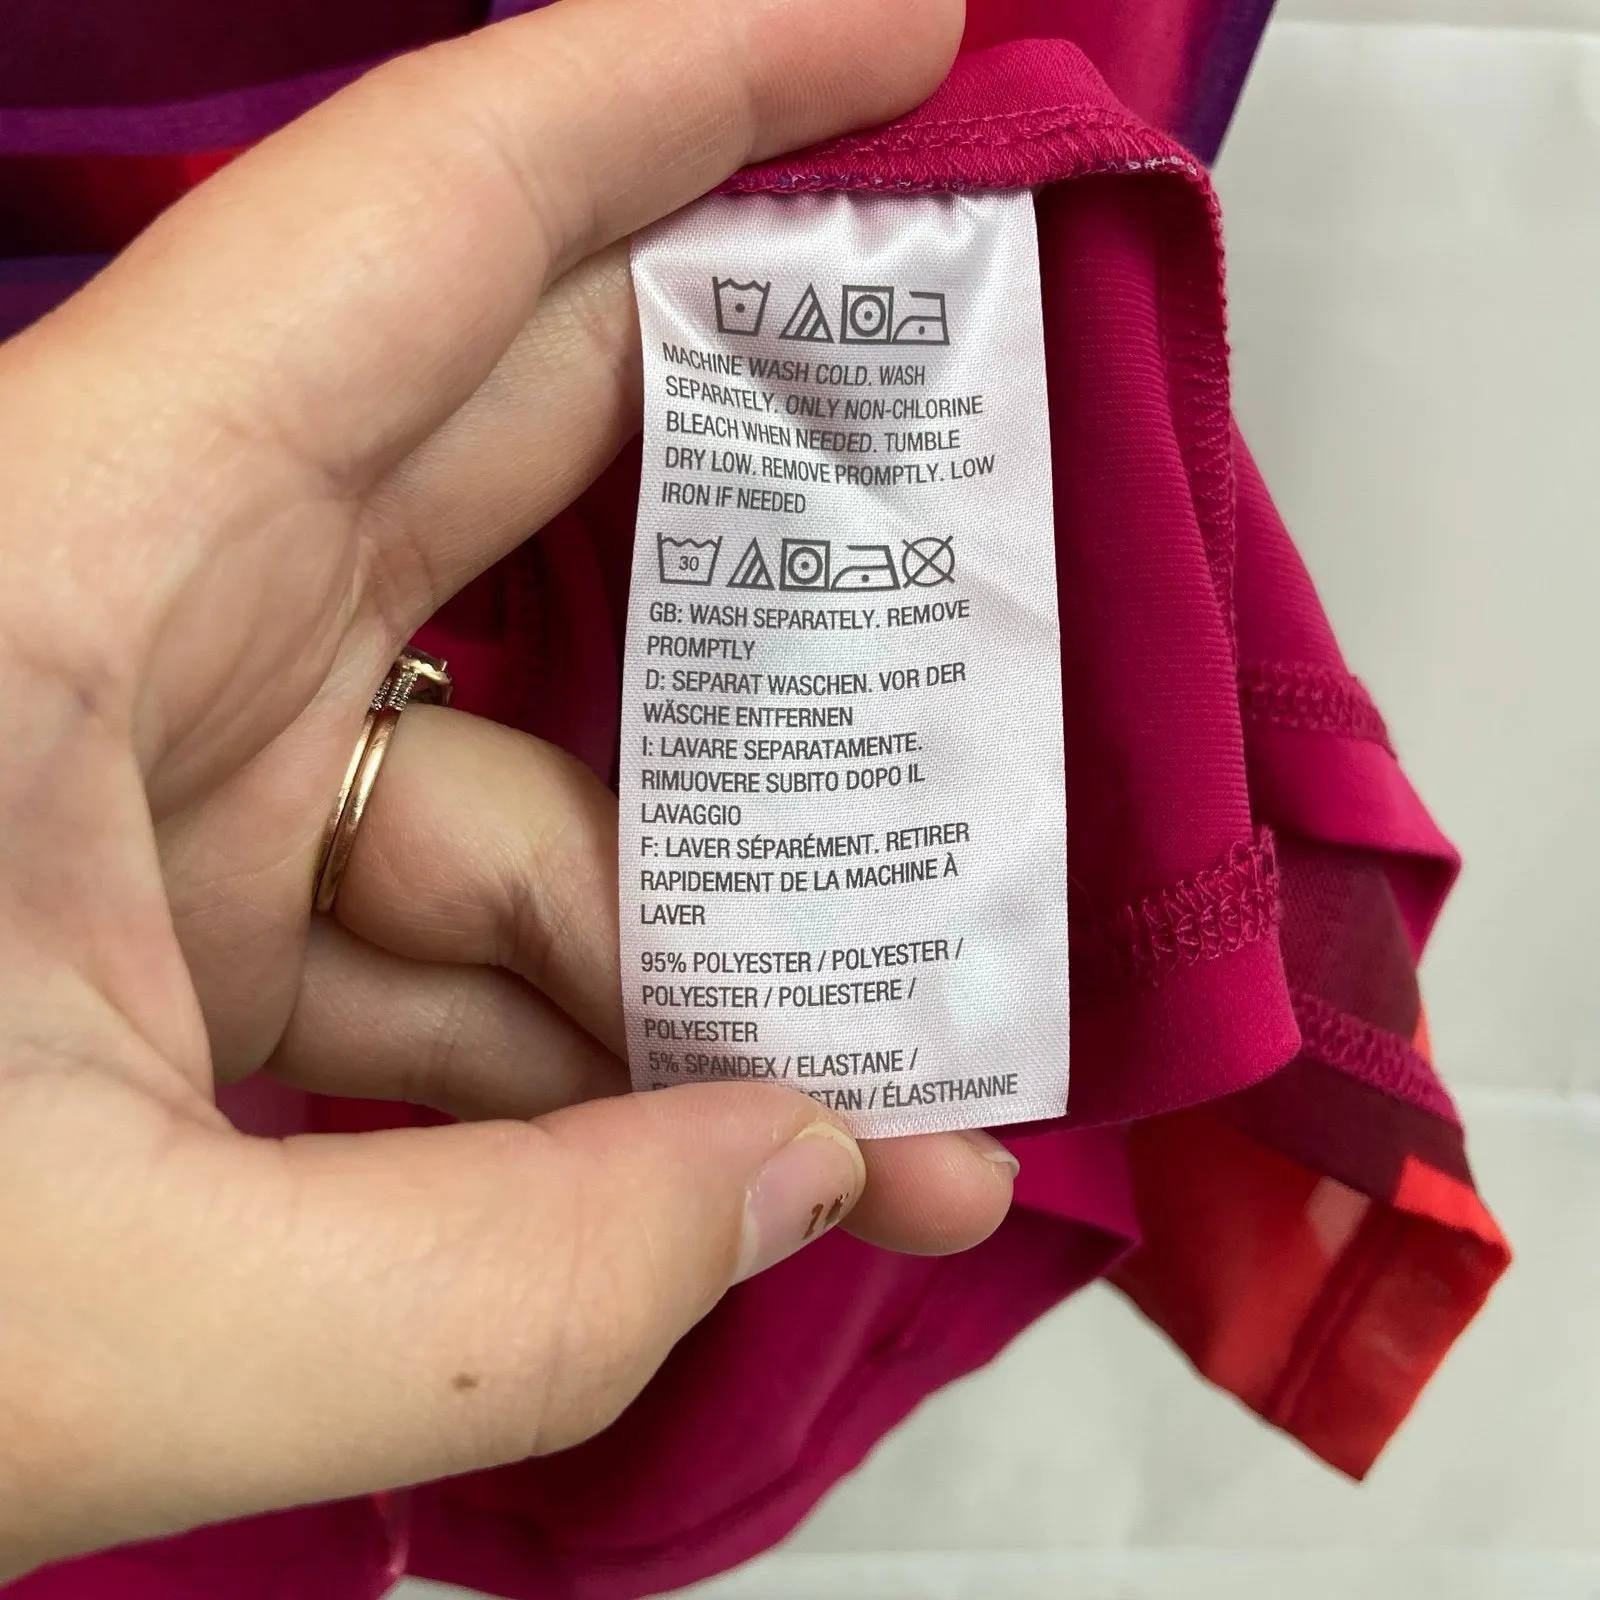 MACHINE WASH COLD. WASH
SEPARATELY. ONLY NON-CHLORINE
BLEACH WHEN NEEDED. TUMBLE
DRY LOW. REMOVE PROMPTLY. LOW
IRON IF NEEDED
30
GB: WASH SEPARATELY. REMOVE
PROMPTLY
D: SEPARAT WASCHEN. VOR DER
WÄSCHE ENTFERNEN
I: LAVARE SEPARATAMENTE.
RIMUOVERE SUBITO DOPO IL
LAVAGGIO
F: LAVER SÉPARÉMENT. RETIRER
RAPIDEMENT DE LA MACHINE À
LAVER
95% POLYESTER / POLYESTER /
POLYESTER / POLIESTERE /
POLYESTER
5% SPANDEX / ELASTANE /
/ ÉLASTHANNE